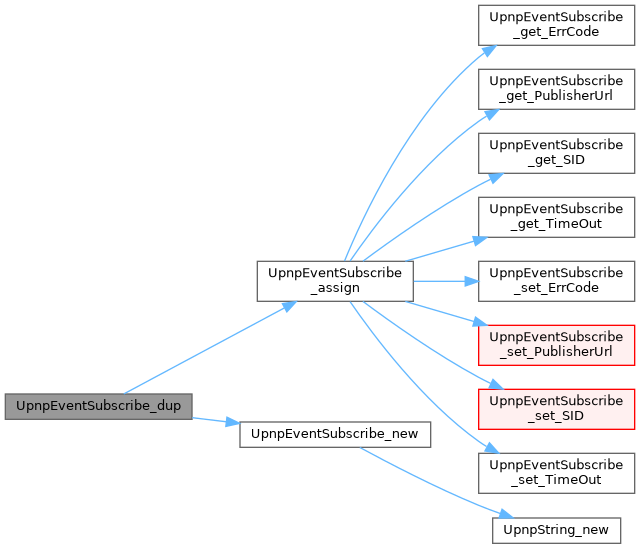 UpnpEventSubscribe
_get_ErrCode
UpnpEventSubscribe
_get_PublisherUrl
UpnpEventSubscribe
_get_SID
UpnpEventSubscribe
_get_TimeOut
UpnpEventSubscribe
_assign
UpnpEventSubscribe
_set_ErrCode
UpnpEventSubscribe
_set_PublisherUrl
UpnpEventSubscribe_dup
UpnpEventSubscribe
_set_SID
UpnpEventSubscribe_new
UpnpEventSubscribe
_set_TimeOut
UpnpString_new